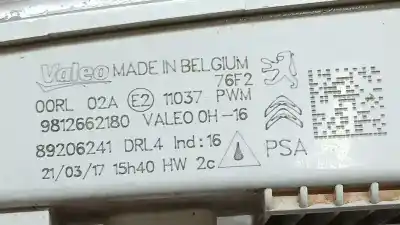 Valeo MADE IN BELGIUM
76F2
00RL 02A E2 11037 PWM
9812662180 VALEO 0H-16
89206241 DRL4 Ind:16
PSA
21/03/17 15h40 HW 2c